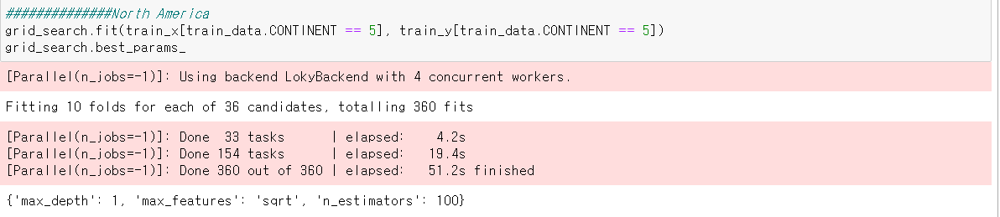 ##############North America
grid_search.fit(train_x[train_data.CONTINENT == 5], train_y[train_data.CONTINENT == 5])
grid_search.best_params_
[Parallel(n_jobs=-1)]: Using backend LokyBackend with 4 concurrent workers.
Fitting 10 folds for each of 36 candidates, totalling 360 fits
[Parallel(n_jobs=-1)]: Done  33 tasks      | elapsed:    4.2s
[Parallel(n_jobs=-1)]: Done 154 tasks      | elapsed:   19.4s
[Parallel(n_jobs=-1)]: Done 360 out of 360 | elapsed:   51.2s finished
{'max_depth': 1, 'max_features': 'sqrt', 'n_estimators': 100}